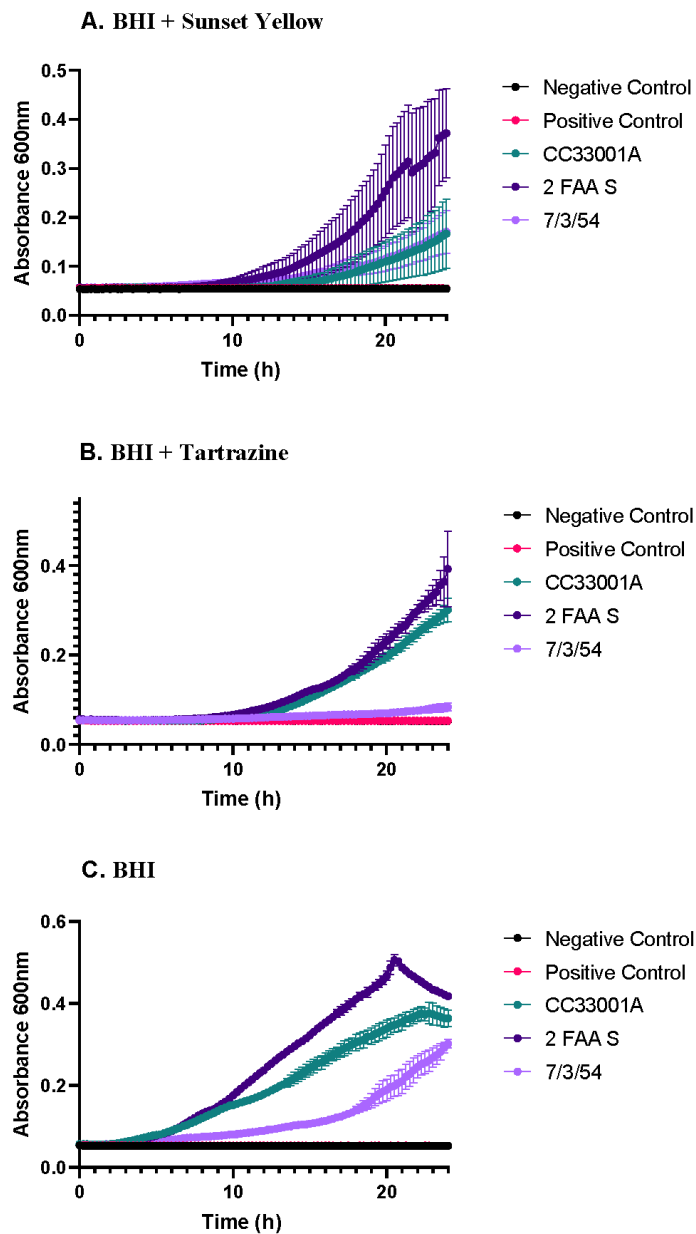 A. BHI + Sunset Yellow
0.5
0.4
0.3
0.2
0.1
0.0
Absorbance 600nm
0 10 20
Time (h)
Negative Control
Positive Control
CC33001A
2 FAA S
7/3/54
B. BHI + Tartrazine
0.4
0.2
0.0
Absorbance 600nm
0 10 20
Time (h)
Negative Control
Positive Control
CC33001A
2 FAA S
7/3/54
C. BHI
0.6
0.4
0.2
0.0
Absorbance 600nm
0 10 20
Time (h)
Negative Control
Positive Control
CC33001A
2 FAA S
7/3/54